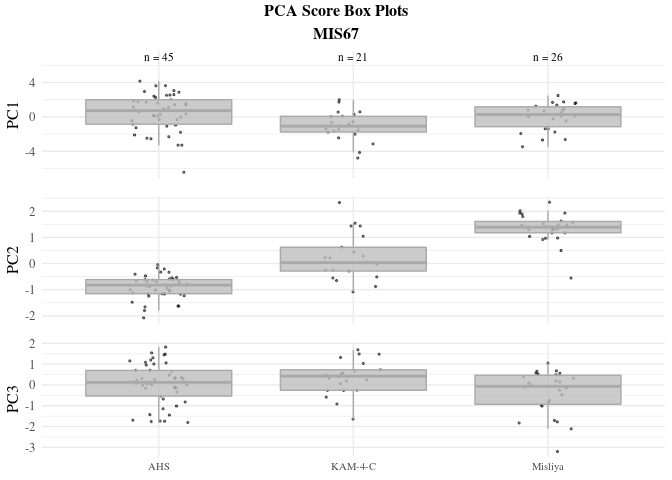 PCA Score Box Plots
MIS67
n = 45
n = 21
n = 26
PC1
4
0
-4
PC2
2
1
0
-1
-2
PC3
2
1
0
-1
-2
-3
AHS
KAM-4-C
Misliya